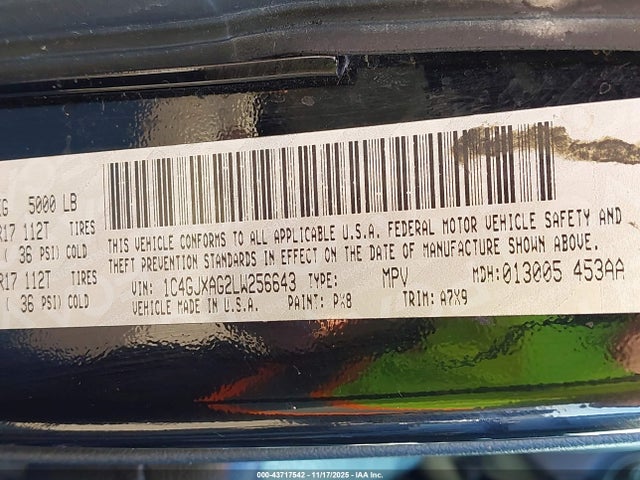 KG 5000 LB
R17 112T TIRES
( 36 PSI) COLD
R17 112T TIRES
( 36 PSI) COLD
THIS VEHICLE CONFORMS TO ALL APPLICABLE U.S.A. FEDERAL MOTOR VEHICLE SAFETY AND
THEFT PREVENTION STANDARDS IN EFFECT ON THE DATE OF MANUFACTURE SHOWN ABOVE.
VIN: 1C4GJXAG2LW256643 TYPE: MPV MDH: 013005 453AA
VEHICLE MADE IN U.S.A. PAINT: PX8 TRIM: A7X9
000-43717542 - 11/17/2025 - IAA Inc.